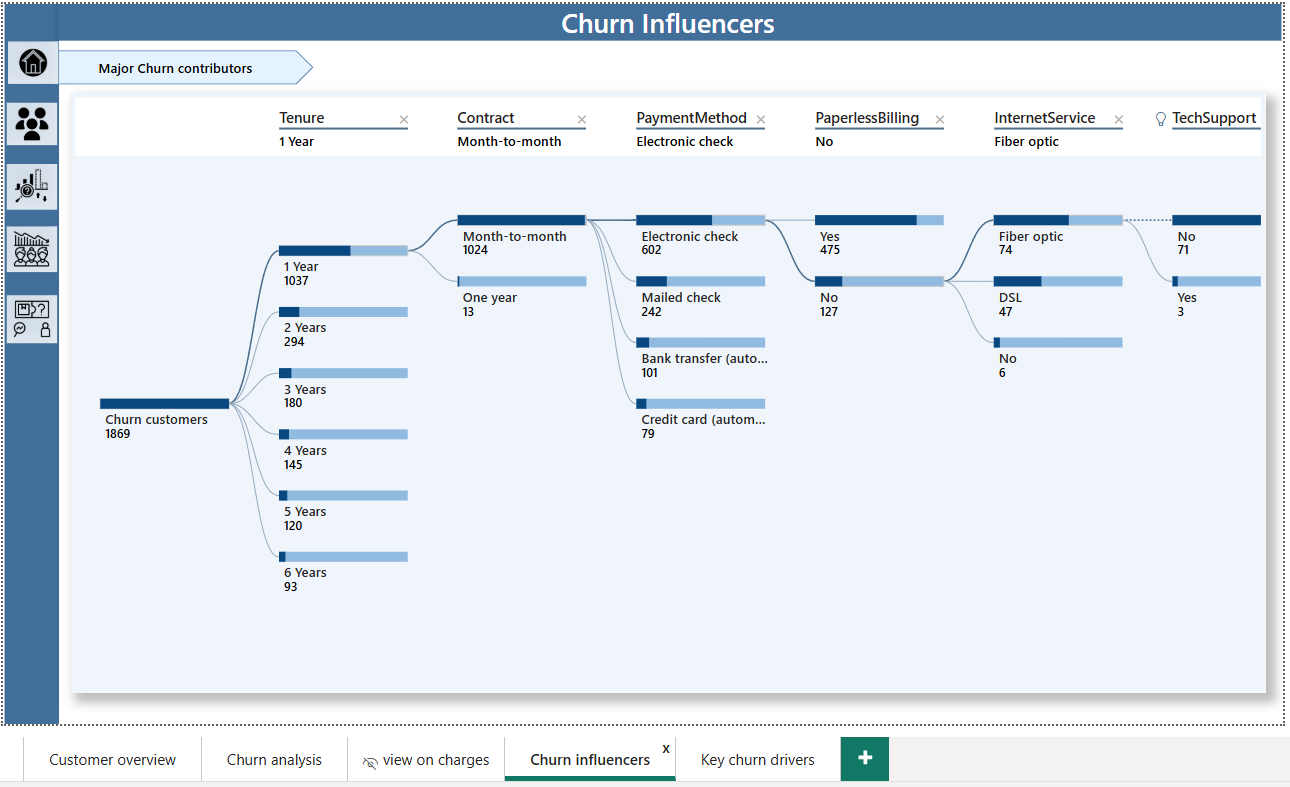 Churn Influencers
Major Churn contributors
Tenure
1 Year
Contract
Month-to-month
PaymentMethod
Electronic check
PaperlessBilling
No
InternetService
Fiber optic
TechSupport
Churn customers
1869
1 Year
1037
2 Years
294
3 Years
180
4 Years
145
5 Years
120
6 Years
93
Month-to-month
1024
One year
13
Electronic check
602
Mailed check
242
Bank transfer (auto...
101
Credit card (autom...
79
Yes
475
No
127
Fiber optic
74
DSL
47
No
6
No
71
Yes
3
Customer overview
Churn analysis
view on charges
Churn influencers
x
Key churn drivers
+